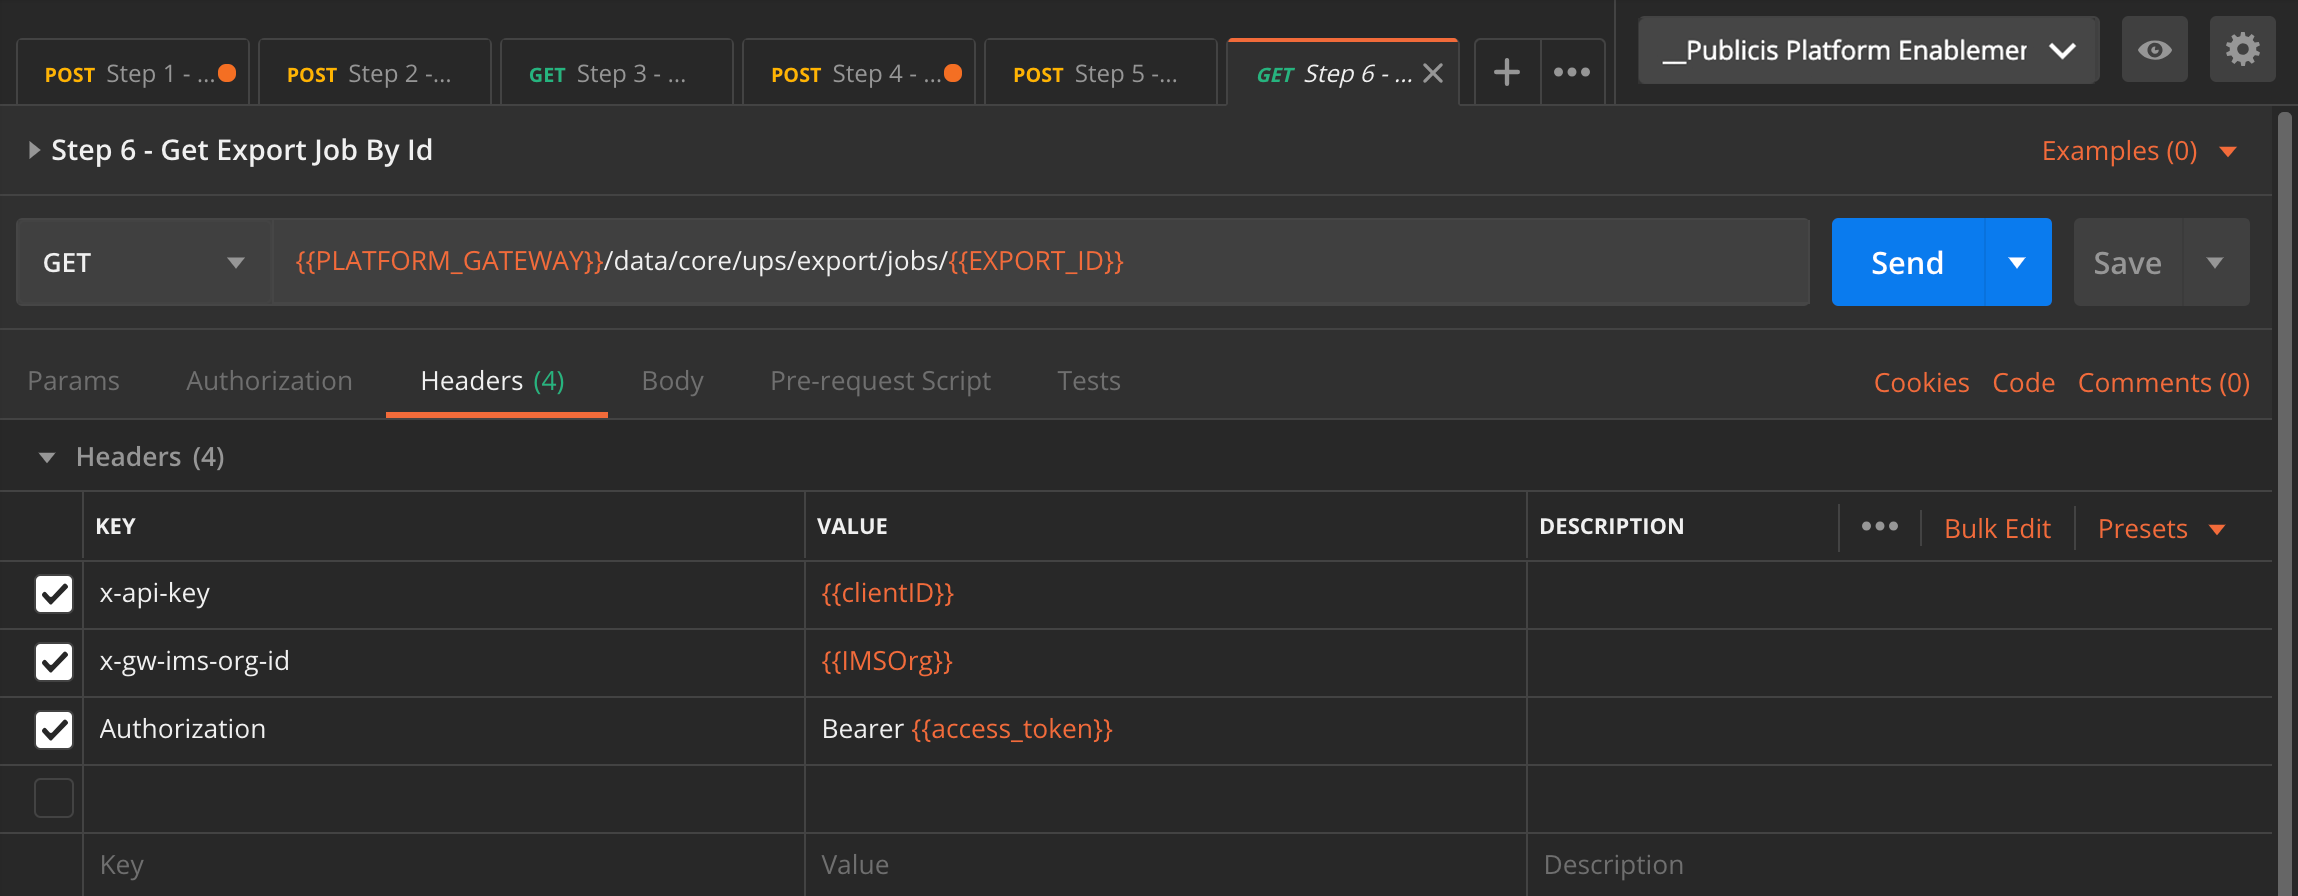 POST Step 1 - ...
POST Step 2 -...
GET Step 3 - ...
POST Step 4 - ...
POST Step 5 -...
GET Step 6 - ...
__Publicis Platform Enablemer
Step 6 - Get Export Job By Id
Examples (0)
GET
{{PLATFORM_GATEWAY}}/data/core/ups/export/jobs/{{EXPORT_ID}}
Send
Save
Params
Authorization
Headers (4)
Body
Pre-request Script
Tests
Cookies
Code
Comments (0)
Headers (4)
KEY
VALUE
DESCRIPTION
Bulk Edit
Presets
x-api-key
{{clientID}}
x-gw-ims-org-id
{{IMSOrg}}
Authorization
Bearer {{access_token}}
Key
Value
Description